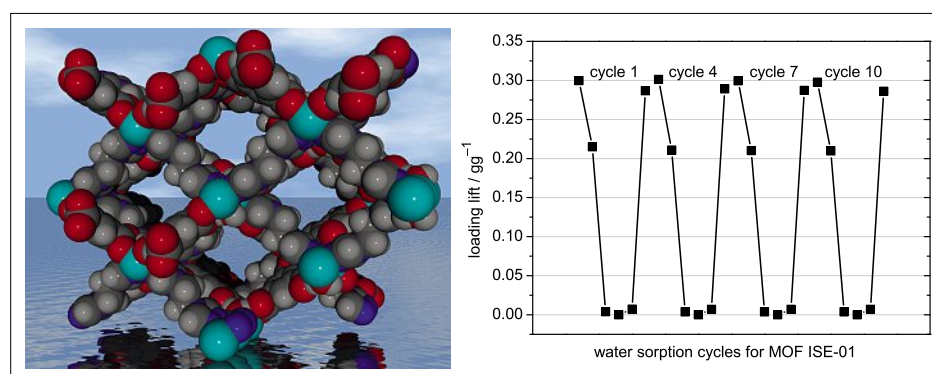 0.35
0.30
0.25
0.20
0.15
0.10
0.05
0.00
loading lift / gg⁻¹
cycle 1
cycle 4
cycle 7
cycle 10
water sorption cycles for MOF ISE-01